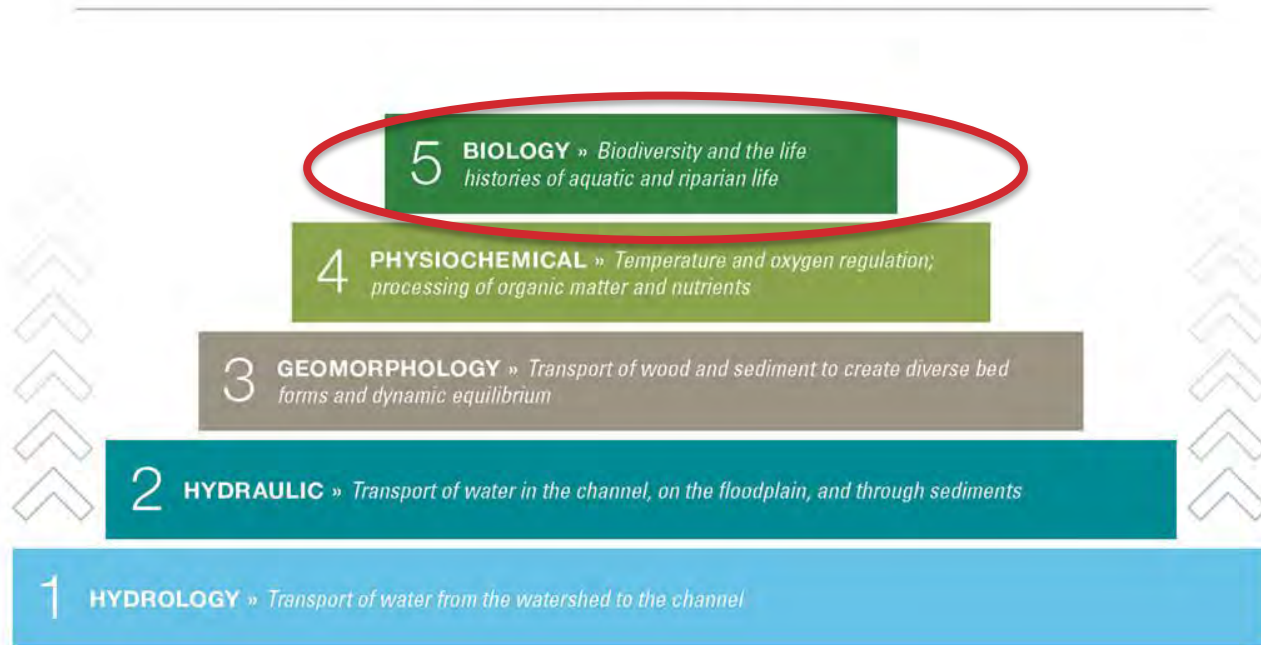 5 BIOLOGY » Biodiversity and the life
histories of aquatic and riparian life
4 PHYSIOCHEMICAL » Temperature and oxygen regulation;
processing of organic matter and nutrients
3 GEOMORPHOLOGY » Transport of wood and sediment to create diverse bed
forms and dynamic equilibrium
2 HYDRAULIC » Transport of water in the channel, on the floodplain, and through sediments
1 HYDROLOGY » Transport of water from the watershed to the channel